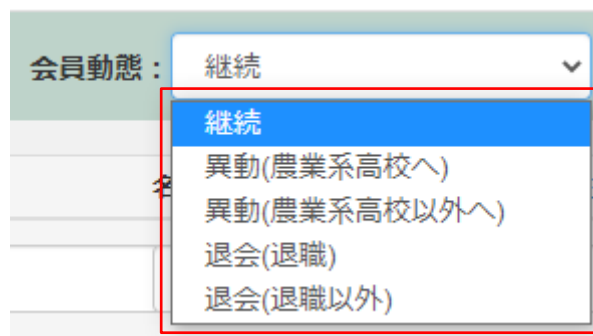 会員動態： 継続
継続
異動(農業系高校へ)
異動(農業系高校以外へ)
退会(退職)
退会(退職以外)